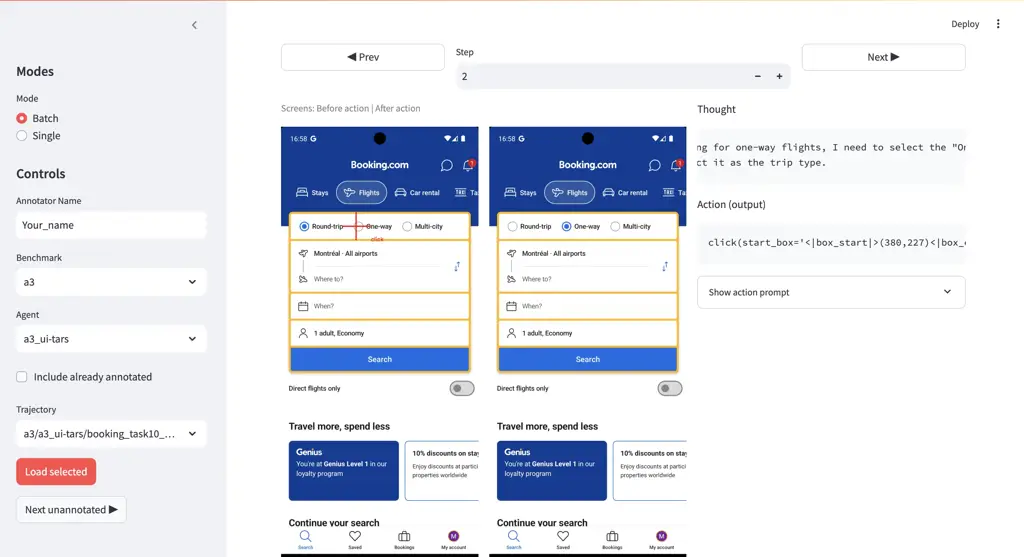 Deploy
Modes
Mode
Batch
Single
Controls
Annotator Name
Your_name
Benchmark
a3
Agent
a3_ui-tars
Include already annotated
Trajectory
a3/a3_ui-tars/booking_task10_...
Load selected
Next unannotated ▶
◀ Prev
Step
2
− +
Next ▶
Screens: Before action | After action
16:58 G
Booking.com
1
Stays Flights Car rental TAXI Ta
Round-trip One-way Multi-city
click
Montréal · All airports
Where to?
When?
1 adult, Economy
Search
Direct flights only
Travel more, spend less
Genius
You're at Genius Level 1 in our
loyalty program
10% discounts on stay
Enjoy discounts at partici
properties worldwide
Continue your search
Search Saved Bookings M My account
16:58 G
Booking.com
1
Stays Flights Car rental TAXI Ta
Round-trip One-way Multi-city
Montréal · All airports
Where to?
When?
1 adult, Economy
Search
Direct flights only
Travel more, spend less
Genius
You're at Genius Level 1 in our
loyalty program
10% discounts on stay
Enjoy discounts at partici
properties worldwide
Continue your search
Search Saved Bookings M My account
Thought
ng for one-way flights, I need to select the "On
ct it as the trip type.
Action (output)
click(start_box='<|box_start|>(380,227)<|box_e
Show action prompt